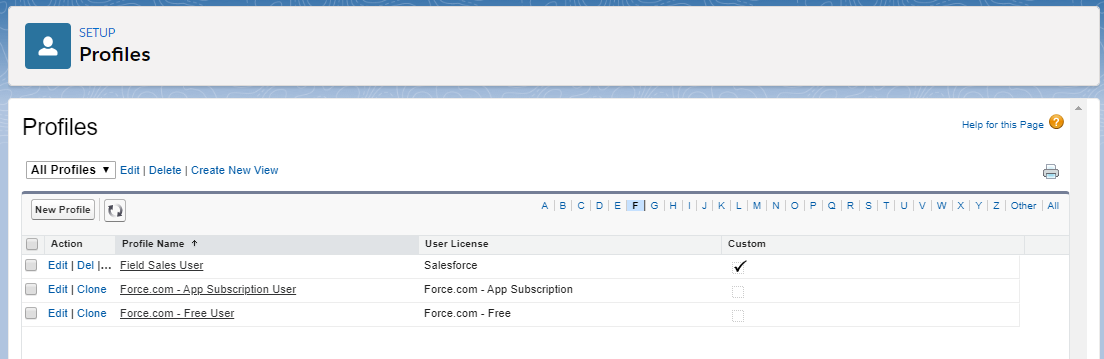 SETUP
Profiles
Profiles
Help for this Page ?
All Profiles ▼ Edit | Delete | Create New View
New Profile A | B | C | D | E | F | G | H | I | J | K | L | M | N | O | P | Q | R | S | T | U | V | W | X | Y | Z | Other | All
Action Profile Name ↑ User License Custom
Edit | Del |... Field Sales User Salesforce ✓
Edit | Clone Force.com - App Subscription User Force.com - App Subscription
Edit | Clone Force.com - Free User Force.com - Free